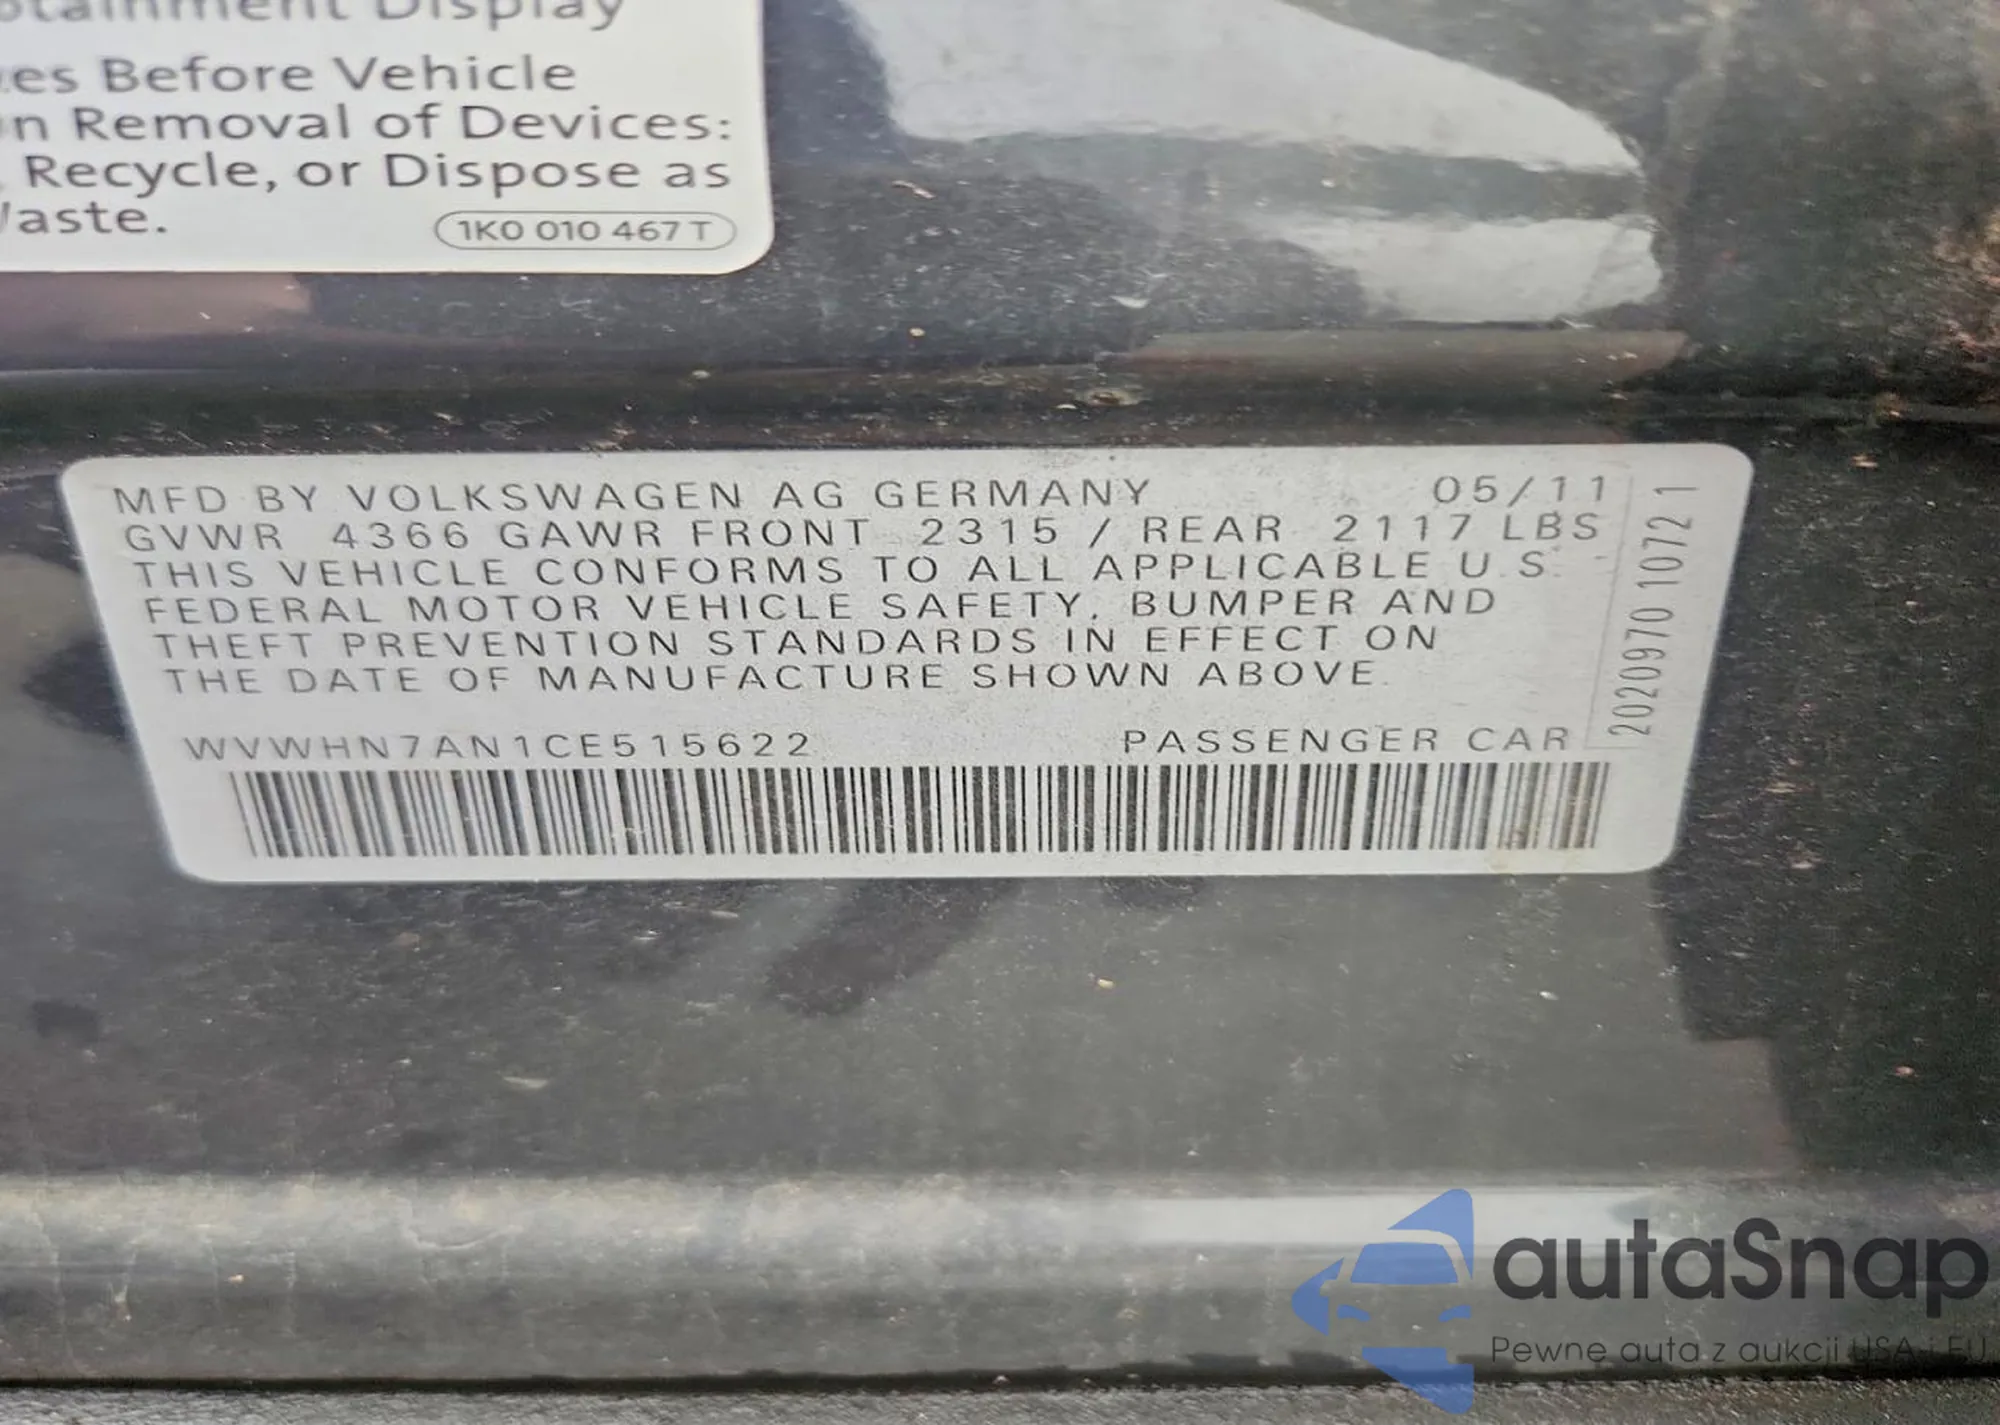 Display
es Before Vehicle
n Removal of Devices:
Recycle, or Dispose as
aste.
1K0 010 467 T
MFD BY VOLKSWAGEN AG GERMANY 05/11
GVWR 4366 GAWR FRONT 2315 / REAR 2117 LBS
THIS VEHICLE CONFORMS TO ALL APPLICABLE U.S.
FEDERAL MOTOR VEHICLE SAFETY, BUMPER AND
THEFT PREVENTION STANDARDS IN EFFECT ON
THE DATE OF MANUFACTURE SHOWN ABOVE.
WVWHN7AN1CE515622 PASSENGER CAR
2020970 1072 1
autaSnap
Pewne auta z aukcji USA i EU